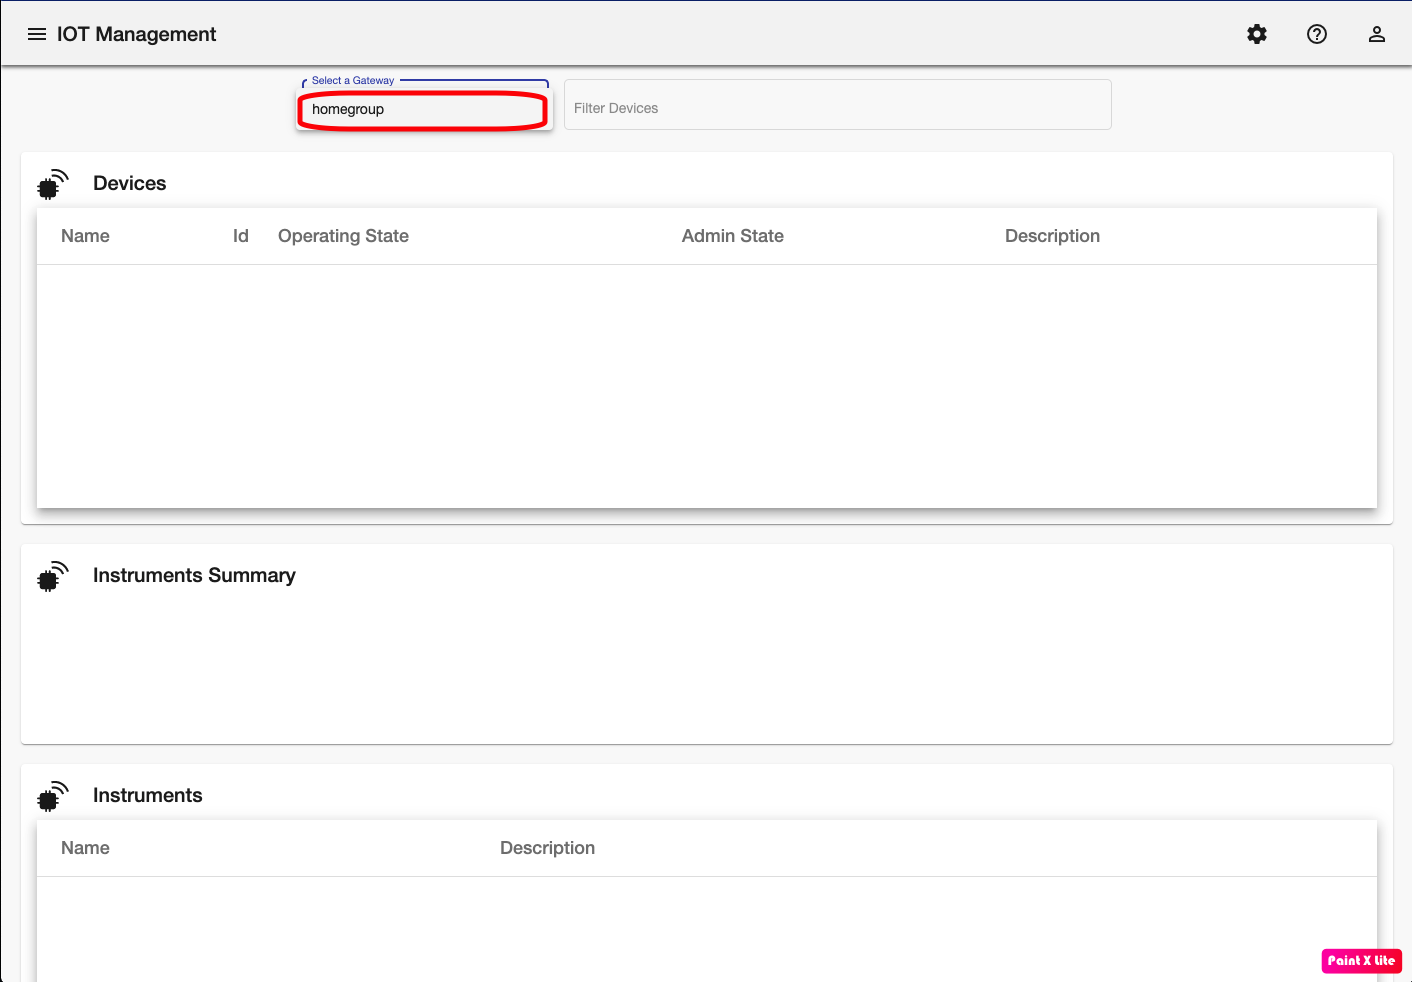 IOT Management
Select a Gateway
homegroup
Filter Devices
Devices
Name Id Operating State Admin State Description
Instruments Summary
Instruments
Name Description
Paint X Lite